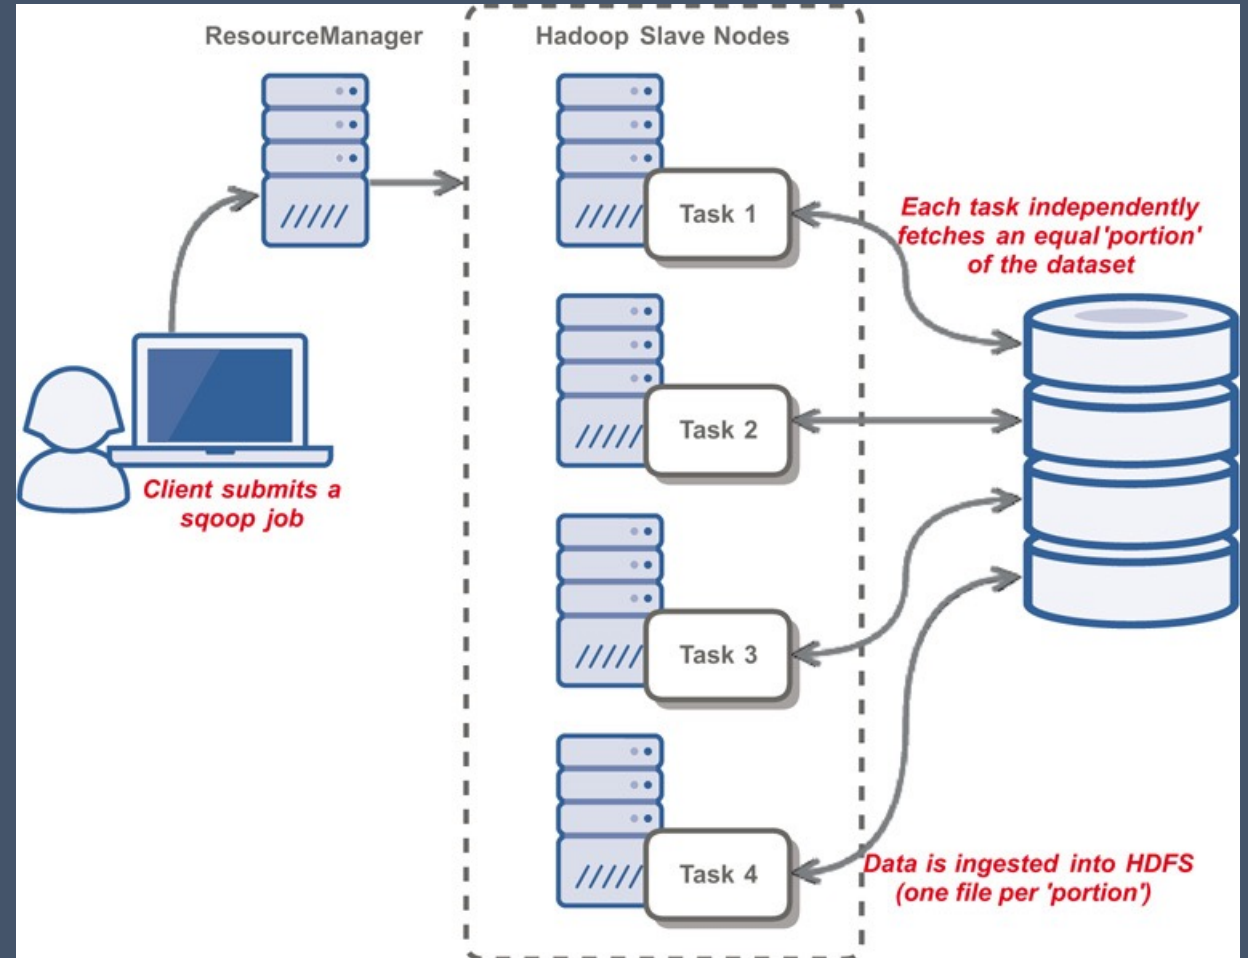 ResourceManager
Hadoop Slave Nodes
Task 1
Each task independently
fetches an equal 'portion'
of the dataset
Task 2
Client submits a
sqoop job
Task 3
Task 4
Data is ingested into HDFS
(one file per 'portion')